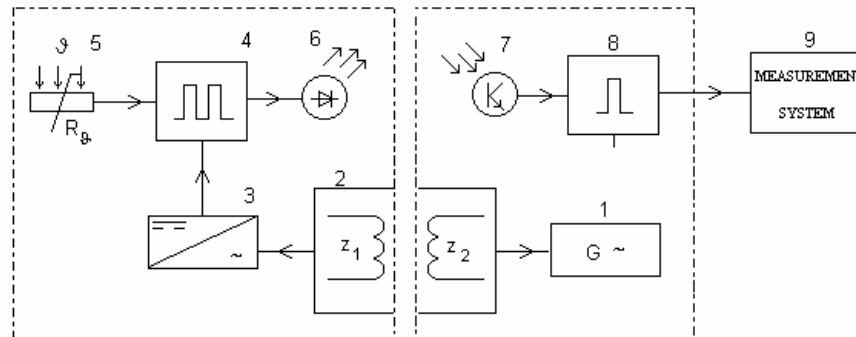 ϑ 5 4 6 7 8 9
R ϑ
MEASUREMEN
SYSTEM
3 2 1
~
z 1 z 2 G ~